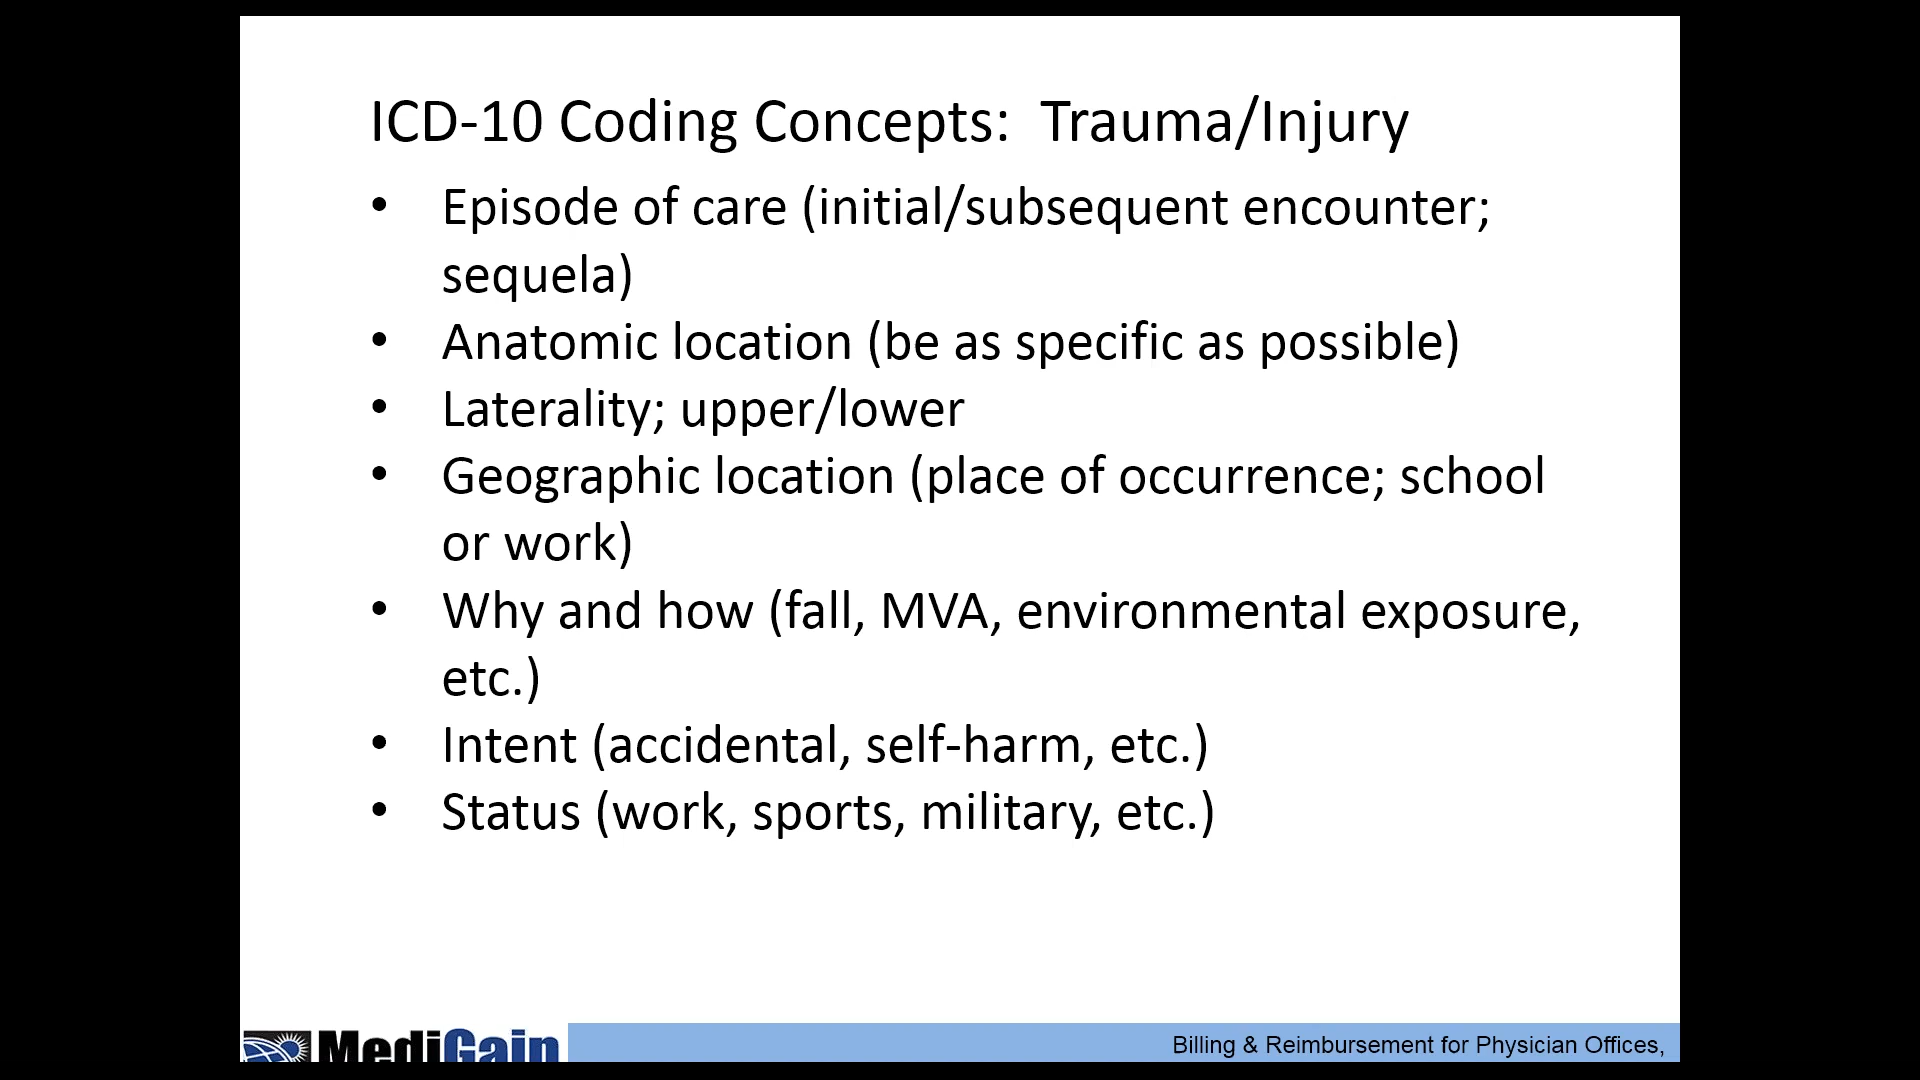 ICD-10 Coding Concepts:  Trauma/Injury
• Episode of care (initial/subsequent encounter;
sequela)
• Anatomic location (be as specific as possible)
• Laterality; upper/lower
• Geographic location (place of occurrence; school
or work)
• Why and how (fall, MVA, environmental exposure,
etc.)
• Intent (accidental, self-harm, etc.)
• Status (work, sports, military, etc.)
MediGain
Billing & Reimbursement for Physician Offices,